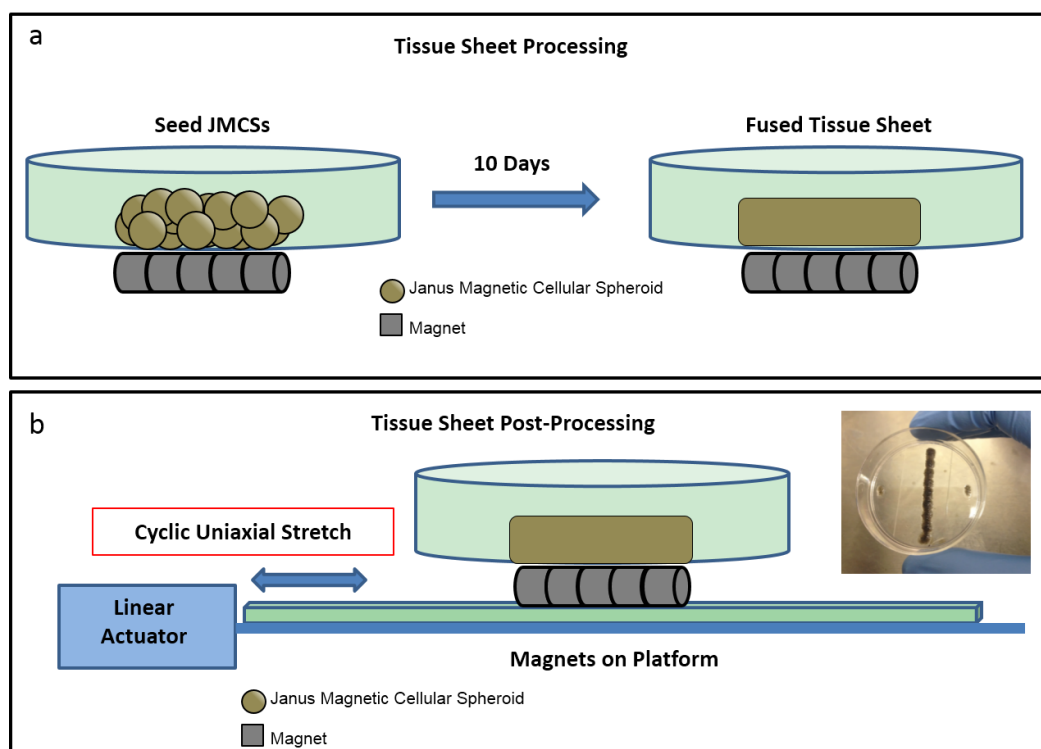 a
Tissue Sheet Processing
Seed JMCSs
Fused Tissue Sheet
10 Days
Janus Magnetic Cellular Spheroid
Magnet
b
Tissue Sheet Post-Processing
Cyclic Uniaxial Stretch
Linear
Actuator
Magnets on Platform
Janus Magnetic Cellular Spheroid
Magnet